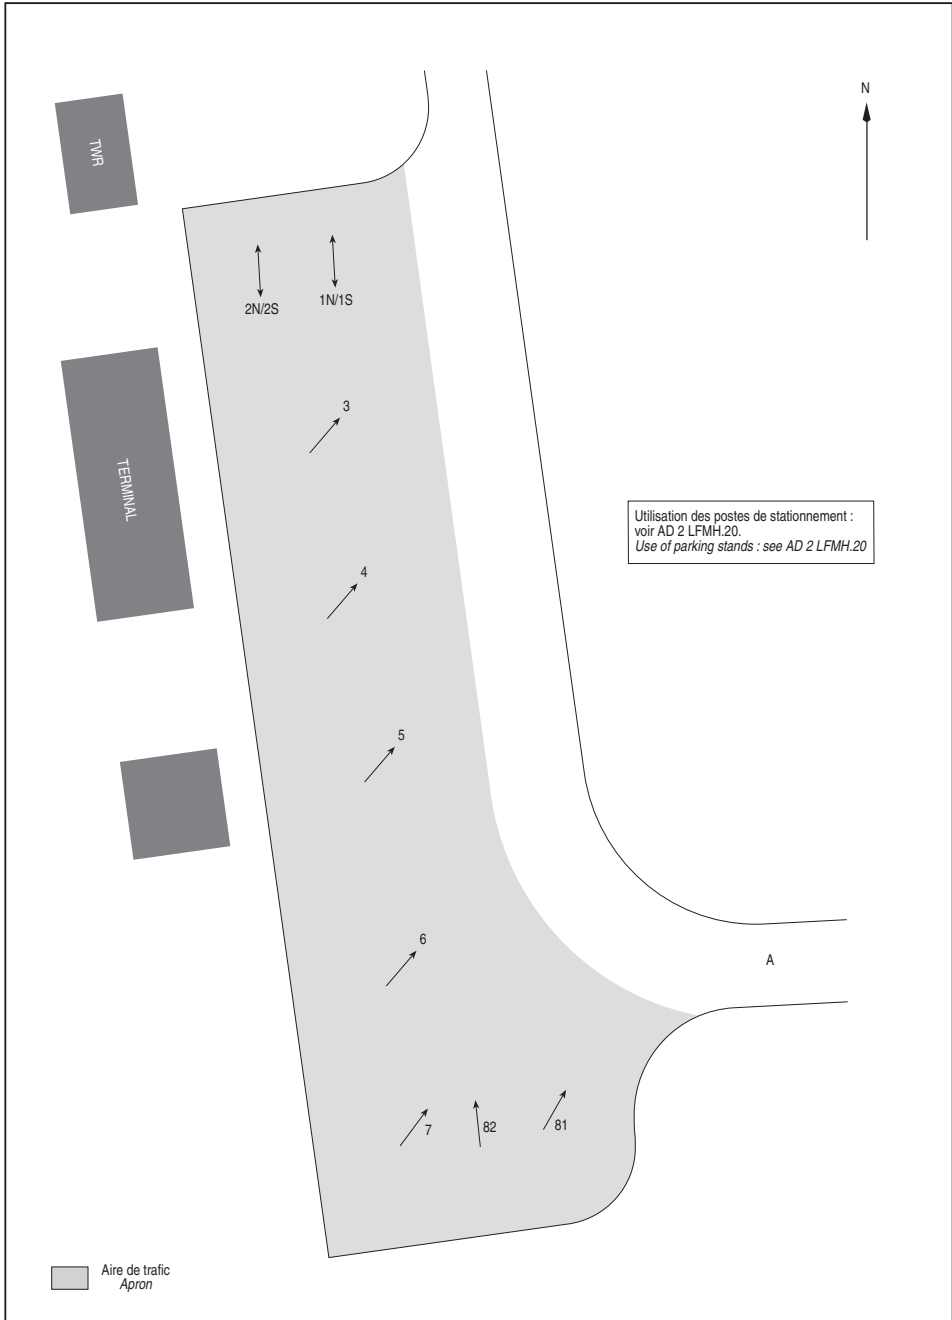 N
TWR
2N/2S
1N/1S
3
TERMINAL
Utilisation des postes de stationnement :
voir AD 2 LFMH.20.
Use of parking stands : see AD 2 LFMH.20
4
5
6
A
7
82
81
Aire de trafic
Apron